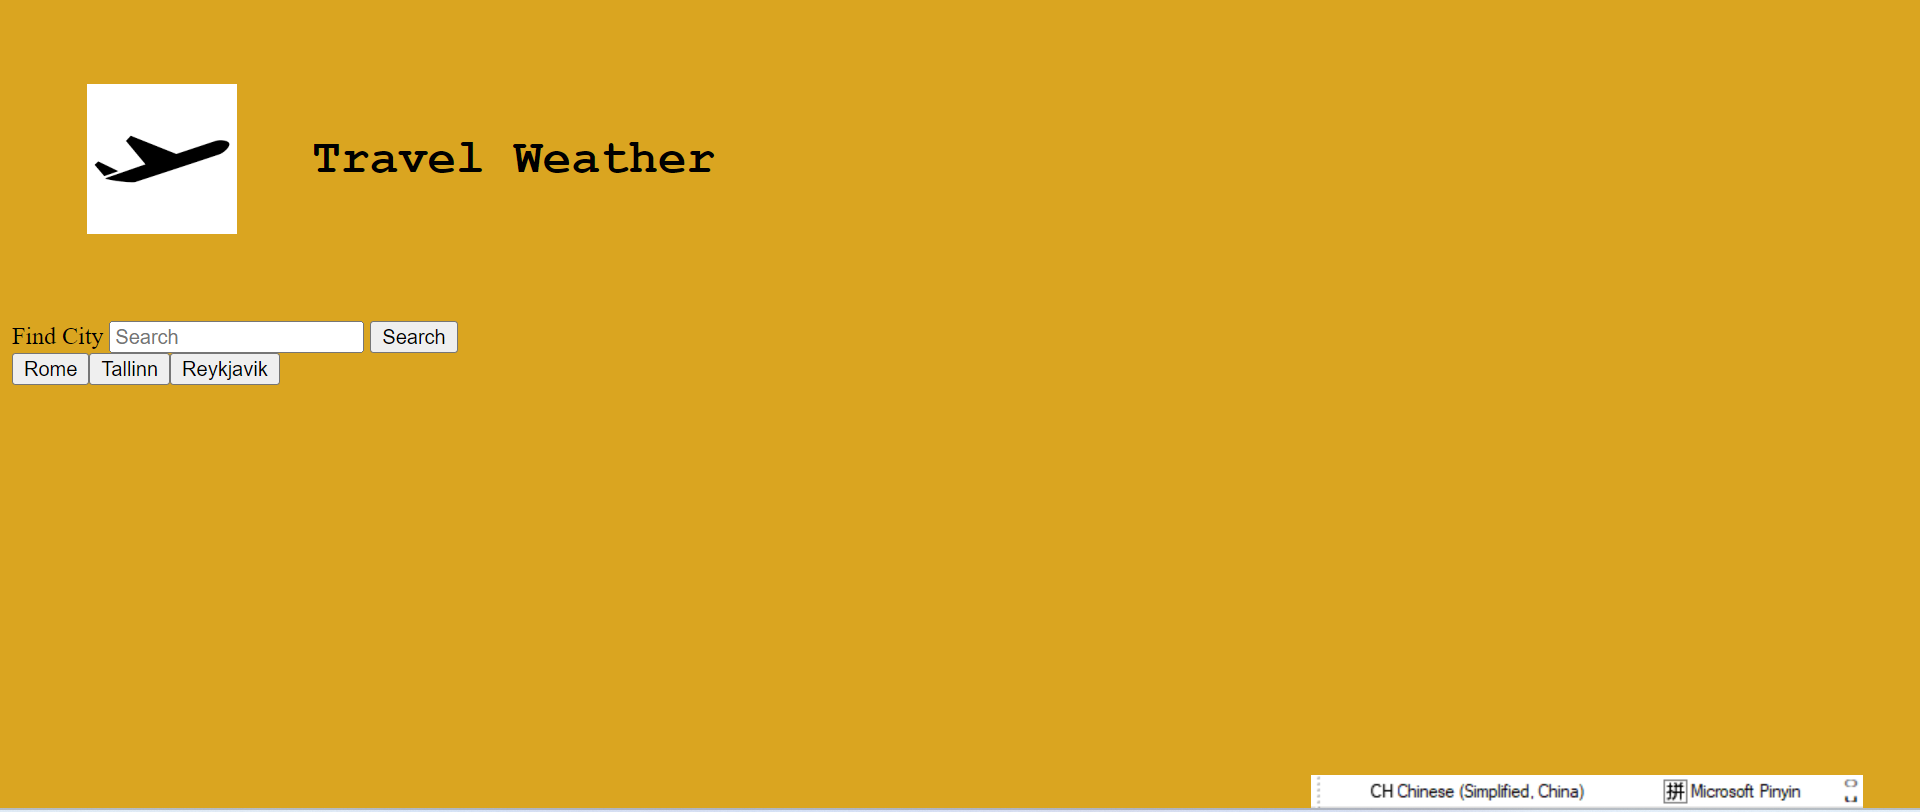 Travel Weather
Find City Search Search
Rome Tallinn Reykjavik
CH Chinese (Simplified, China) 拼 Microsoft Pinyin